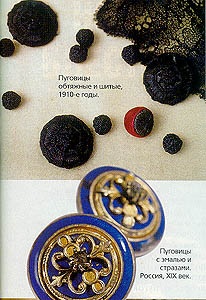 Пуговицы
обтяжные и шитые,
1910-е годы.
Пуговицы
с эмалью и
стразами.
Россия, XIX век.